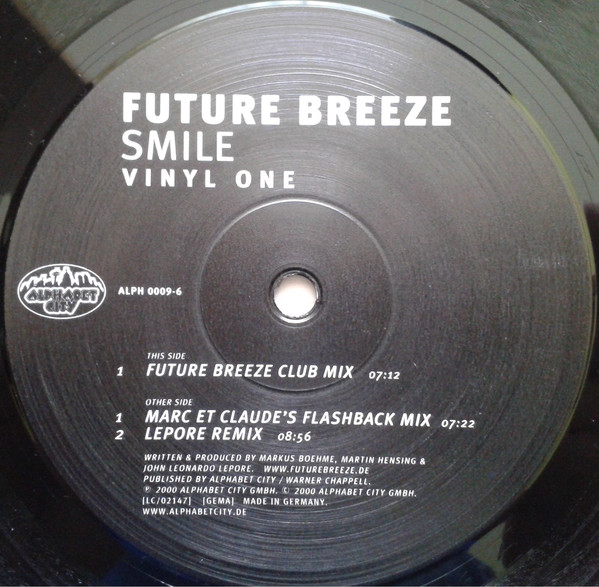 FUTURE BREEZE
SMILE
VINYL ONE
ALPHABET
CITY
ALPH 0009-6
THIS SIDE
1 FUTURE BREEZE CLUB MIX 07:12
OTHER SIDE
1 MARC ET CLAUDE'S FLASHBACK MIX 07:22
2 LEPORE REMIX 08:56
WRITTEN & PRODUCED BY MARKUS BOEHME, MARTIN HENSING &
JOHN LEONARDO LEPORE. WWW.FUTUREBREEZE.DE
PUBLISHED BY ALPHABET CITY / WARNER CHAPPELL.
℗ 2000 ALPHABET CITY GMBH. © 2000 ALPHABET CITY GMBH.
[LC/02147] [GEMA] MADE IN GERMANY.
WWW.ALPHABETCITY.DE